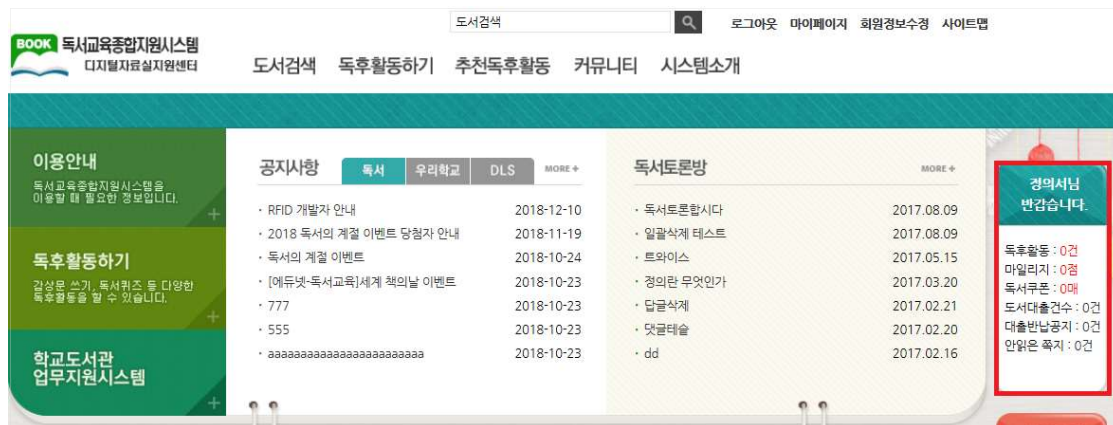 도서검색
로그아웃 마이페이지 회원정보수정 사이트맵
BOOK 독서교육종합지원시스템
디지털자료실지원센터
도서검색 독후활동하기 추천독후활동 커뮤니티 시스템소개
이용안내
독서교육종합지원시스템을
이용할 때 필요한 정보입니다.
독후활동하기
감상문 쓰기, 독서퀴즈 등 다양한
독후활동을 할 수 있습니다.
학교도서관
업무지원시스템
공지사항 독서 우리학교 DLS MORE +
· RFID 개발자 안내 2018-12-10
· 2018 독서의 계절 이벤트 당첨자 안내 2018-11-19
· 독서의 계절 이벤트 2018-10-24
· [에듀넷-독서교육]세계 책의날 이벤트 2018-10-23
· 777 2018-10-23
· 555 2018-10-23
· aaaaaaaaaaaaaaaaaaaaaaaa 2018-10-23
독서토론방 MORE +
· 독서토론합시다 2017.08.09
· 일괄삭제 테스트 2017.08.09
· 트와이스 2017.05.15
· 정의란 무엇인가 2017.03.20
· 답글삭제 2017.02.21
· 댓글테슬 2017.02.20
· dd 2017.02.16
경의서님
반갑습니다.
독후활동 : 0건
마일리지 : 0점
독서쿠폰 : 0매
도서대출건수 : 0건
대출반납공지 : 0건
안읽은 쪽지 : 0건